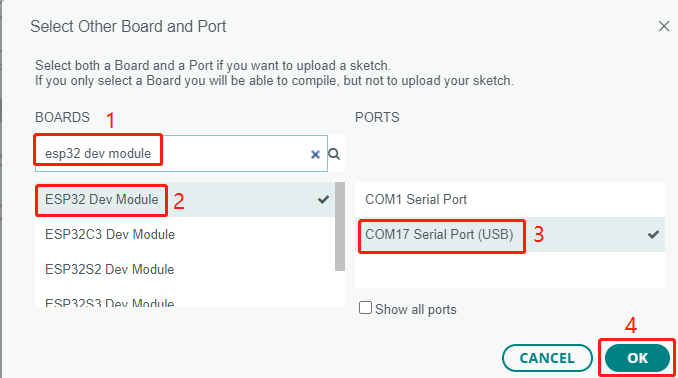 Select Other Board and Port
Select both a Board and a Port if you want to upload a sketch.
If you only select a Board you will be able to compile, but not to upload your sketch.
BOARDS
1
esp32 dev module
ESP32 Dev Module
2
ESP32C3 Dev Module
ESP32S2 Dev Module
ESP32S3 Dev Module
PORTS
COM1 Serial Port
COM17 Serial Port (USB)
3
Show all ports
4
CANCEL
OK